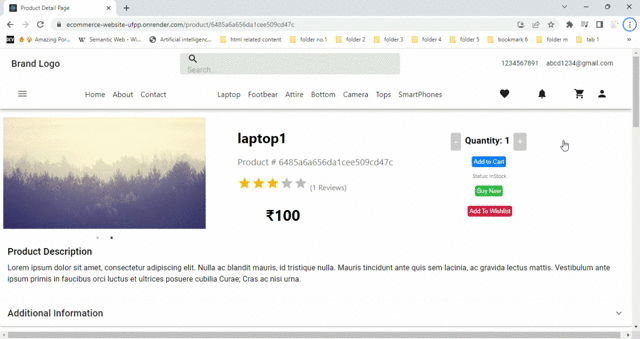 Product Detail Page
ecommerce-website-ufpp.onrender.com/product/6485a6a656da1cee509cd47c
Amazing Por... Semantic Web - Wi... Artificial intelligenc... html related content folder no.1 folder 2 folder 3 folder 4 folder 5 bookmark 6 folder m tab 1
Brand Logo
Search...
1234567891 abcd1234@gmail.com
Home About Contact Laptop Footbear Attire Bottom Camera Tops SmartPhones
laptop1
Product # 6485a6a656da1cee509cd47c
(1 Reviews)
₹100
- Quantity: 1 +
Add to Cart
Status: InStock
Buy Now
Add To Wishlist
Product Description
Lorem ipsum dolor sit amet, consectetur adipiscing elit. Nulla ac blandit mauris, id tristique nulla. Mauris tincidunt ante quis sem lacinia, ac gravida lectus mattis. Vestibulum ante
ipsum primis in faucibus orci luctus et ultrices posuere cubilia Curae; Cras ac nisi urna.
Additional Information